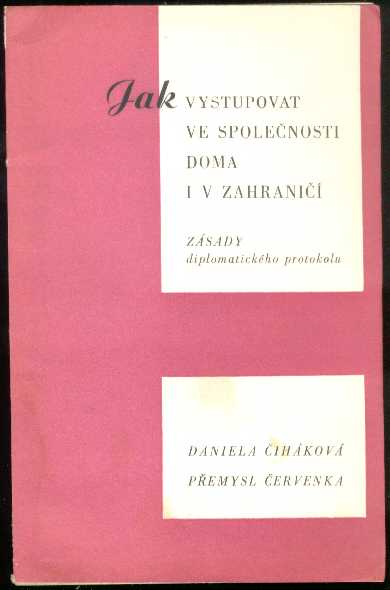 Jak VYSTUPOVAT
VE SPOLEČNOSTI
DOMA
I V ZAHRANIČÍ
ZÁSADY
diplomatického protokolu
DANIELA ČIHÁKOVÁ
PŘEMYSL ČERVENKA